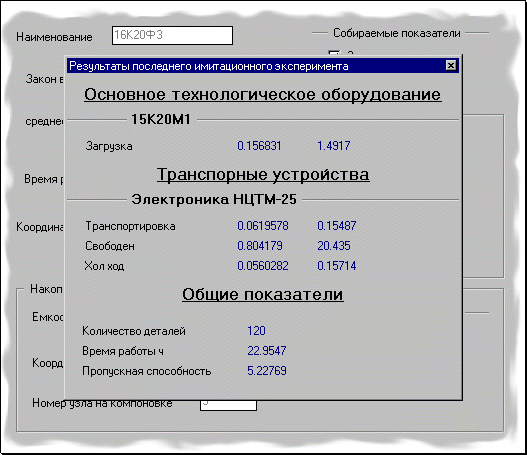 Наименование 16К20Ф3 Собираемые показатели
Результаты последнего имитационного эксперимента
Закон в
Основное технологическое оборудование
среднее
15К20М1
Загрузка 0.156831 1.4917
Время р
Транспорные устройства
Электроника НЦТМ-25
Координа
Транспортировка 0.0619578 0.15487
Свободен 0.804179 20.435
Хол ход 0.0560282 0.15714
Накоп
Общие показатели
Емкос
Количество деталей 120
Время работы ч 22.9547
Коорд
Пропускная способность 5.22769
Номер узла на компоновке